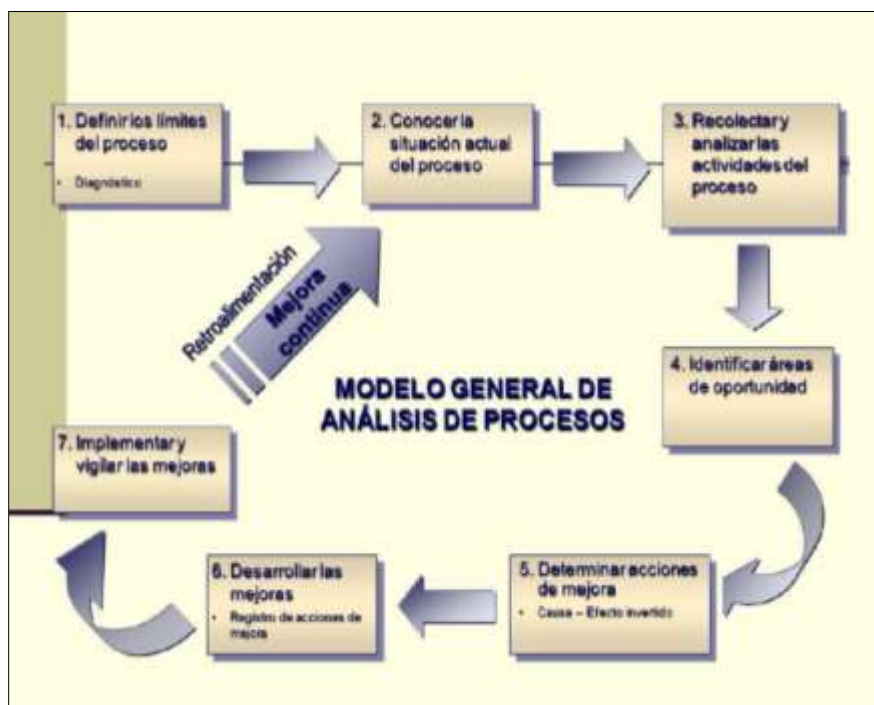 1. Definir los límites
del proceso
• Diagnóstico
2. Conocer la
situación actual
del proceso
3. Recolectar y
analizar las
actividades del
proceso
Retroalimentación
Mejora
continua
MODELO GENERAL DE
ANÁLISIS DE PROCESOS
4. Identificar áreas
de oportunidad
7. Implementar y
vigilar las mejoras
6. Desarrollar las
mejoras
• Registro de acciones de
mejora
5. Determinar acciones
de mejora
• Causa – Efecto invertido